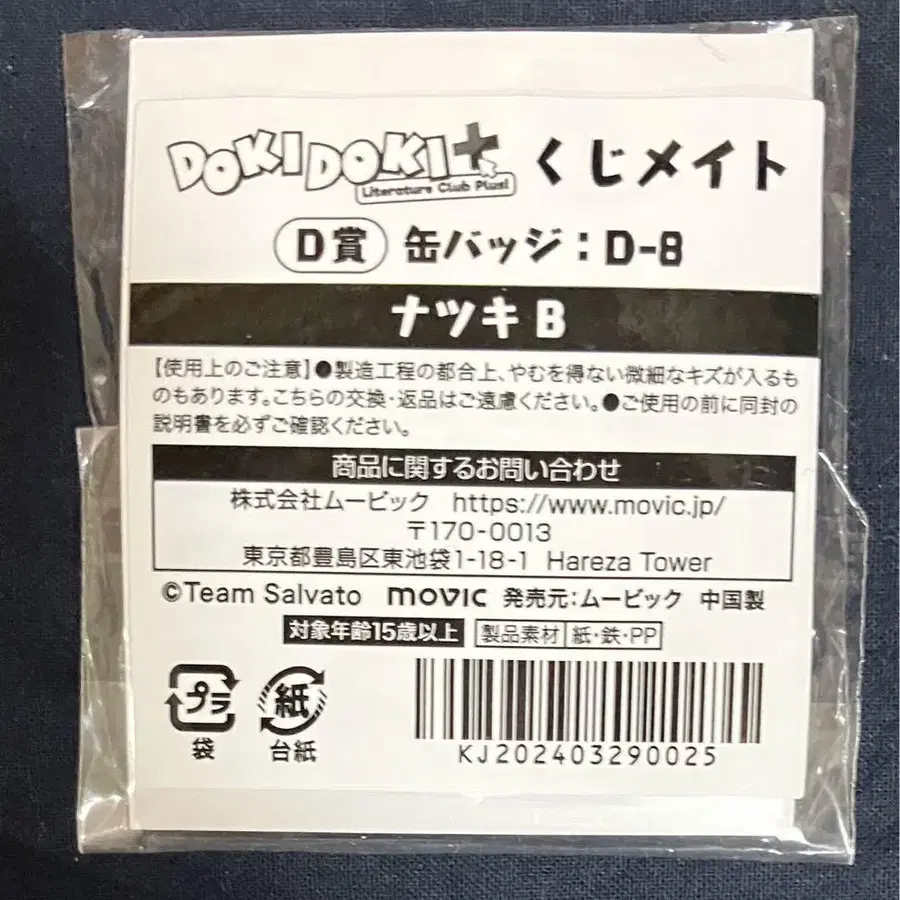 DOKI DOKI+ くじメイト
Literature Club Plus!
D賞 缶バッジ：D-8
ナツキ B
【使用上のご注意】●製造工程の都合上、やむを得ない微細なキズが入るも
のもあります。こちらの交換・返品はご遠慮ください。●ご使用の前に同封の
説明書を必ずご確認ください。
商品に関するお問い合わせ
株式会社ムービック https://www.movic.jp/
〒170-0013
東京都豊島区東池袋1-18-1 Hareza Tower
©Team Salvato movic 発売元：ムービック 中国製
対象年齢15歳以上 製品素材 紙・鉄・PP
プラ 紙
袋 台紙
KJ202403290025